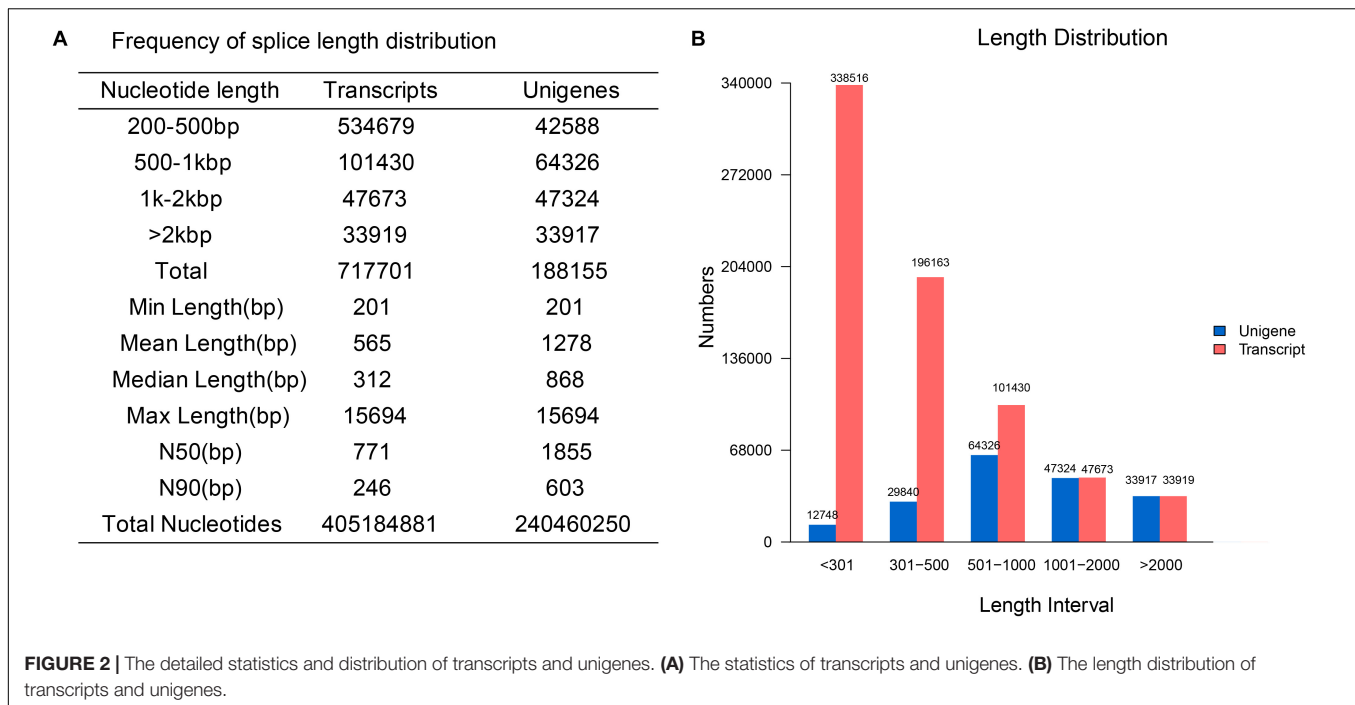 A Frequency of splice length distribution
Nucleotide length Transcripts Unigenes
200-500bp 534679 42588
500-1kbp 101430 64326
1k-2kbp 47673 47324
>2kbp 33919 33917
Total 717701 188155
Min Length(bp) 201 201
Mean Length(bp) 565 1278
Median Length(bp) 312 868
Max Length(bp) 15694 15694
N50(bp) 771 1855
N90(bp) 246 603
Total Nucleotides 405184881 240460250
B Length Distribution
Numbers
340000
272000
204000
136000
68000
0
338516
196163
101430
64326
47324 47673
33917 33919
29840
12748
<301 301−500 501−1000 1001−2000 >2000
Length Interval
Unigene
Transcript
FIGURE 2 | The detailed statistics and distribution of transcripts and unigenes. (A) The statistics of transcripts and unigenes. (B) The length distribution of
transcripts and unigenes.